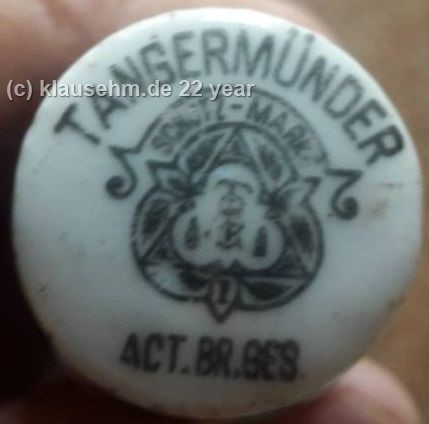 (c) klausehm.de 22 year
TANGERMÜNDER
SCHUTZ-MARKE
ACT. BR. GES.